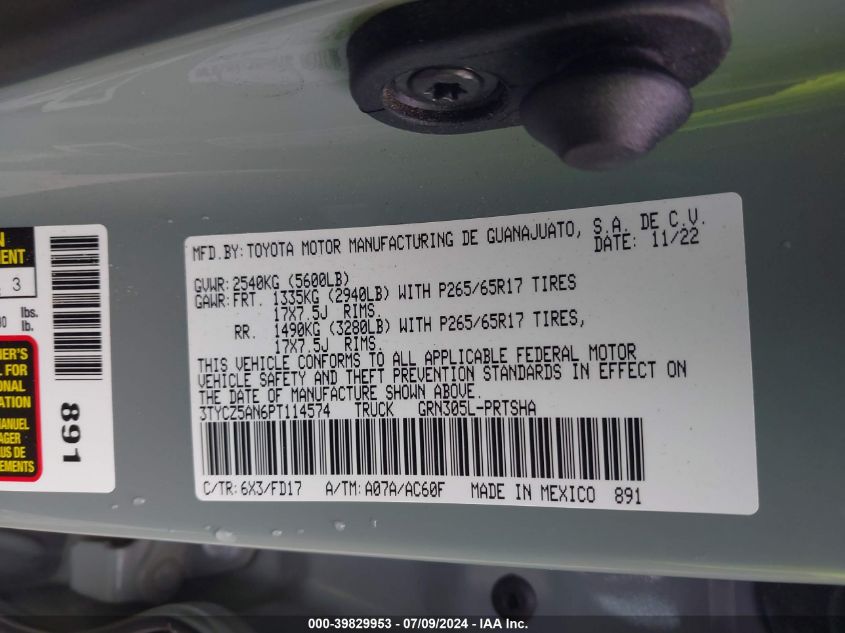 MFD.BY: TOYOTA MOTOR MANUFACTURING DE GUANAJUATO, S.A. DE C.V.
DATE: 11/22
GVWR: 2540KG (5600LB)
GAWR: FRT. 1335KG (2940LB) WITH P265/65R17 TIRES
17X7.5J RIMS.
RR. 1490KG (3280LB) WITH P265/65R17 TIRES,
17X7.5J RIMS.
THIS VEHICLE CONFORMS TO ALL APPLICABLE FEDERAL MOTOR
VEHICLE SAFETY AND THEFT PREVENTION STANDARDS IN EFFECT ON
THE DATE OF MANUFACTURE SHOWN ABOVE.
3TYCZ5AN6PT114574 TRUCK GRN305L-PRTSHA
C/TR: 6X3/FD17 A/TM: A07A/AC60F MADE IN MEXICO 891
3
lbs.
lb.
891
000-39829953 - 07/09/2024 - IAA Inc.